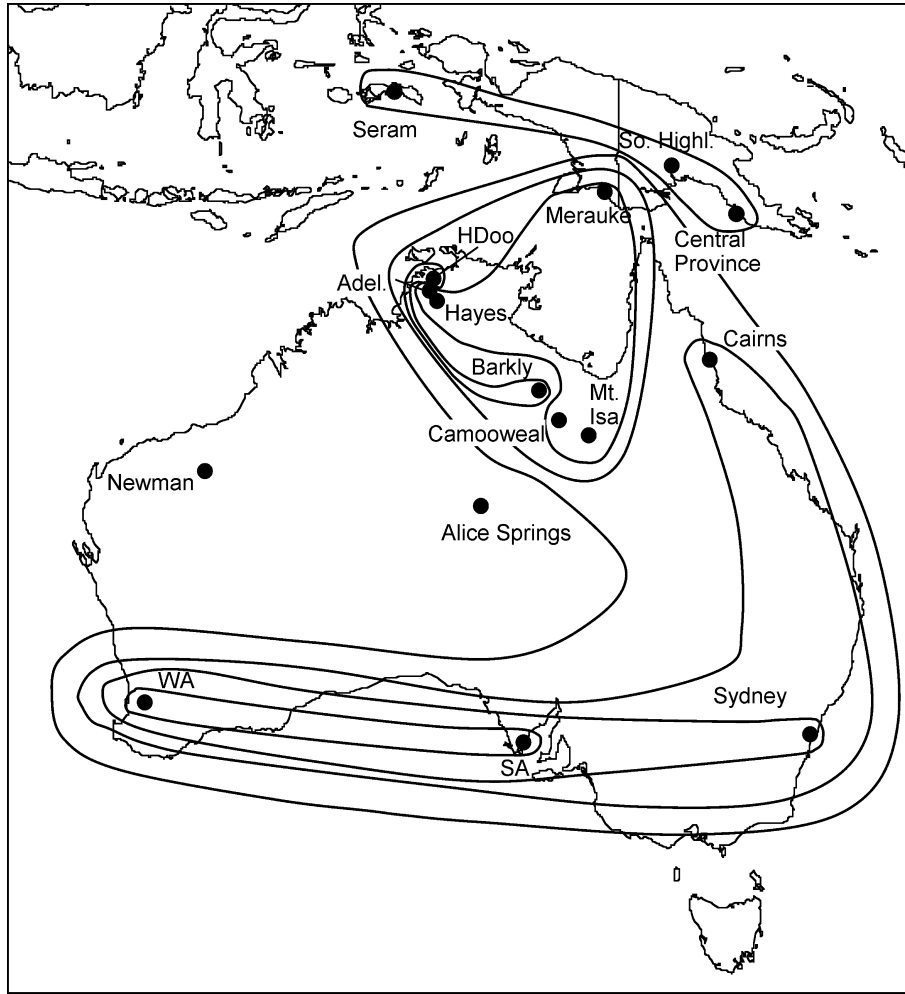 Seram
So. Highl.
Merauke
HDoo
Central
Province
Adel.
Hayes
Cairns
Barkly
Mt.
Isa
Camooweal
Newman
Alice Springs
WA
Sydney
SA